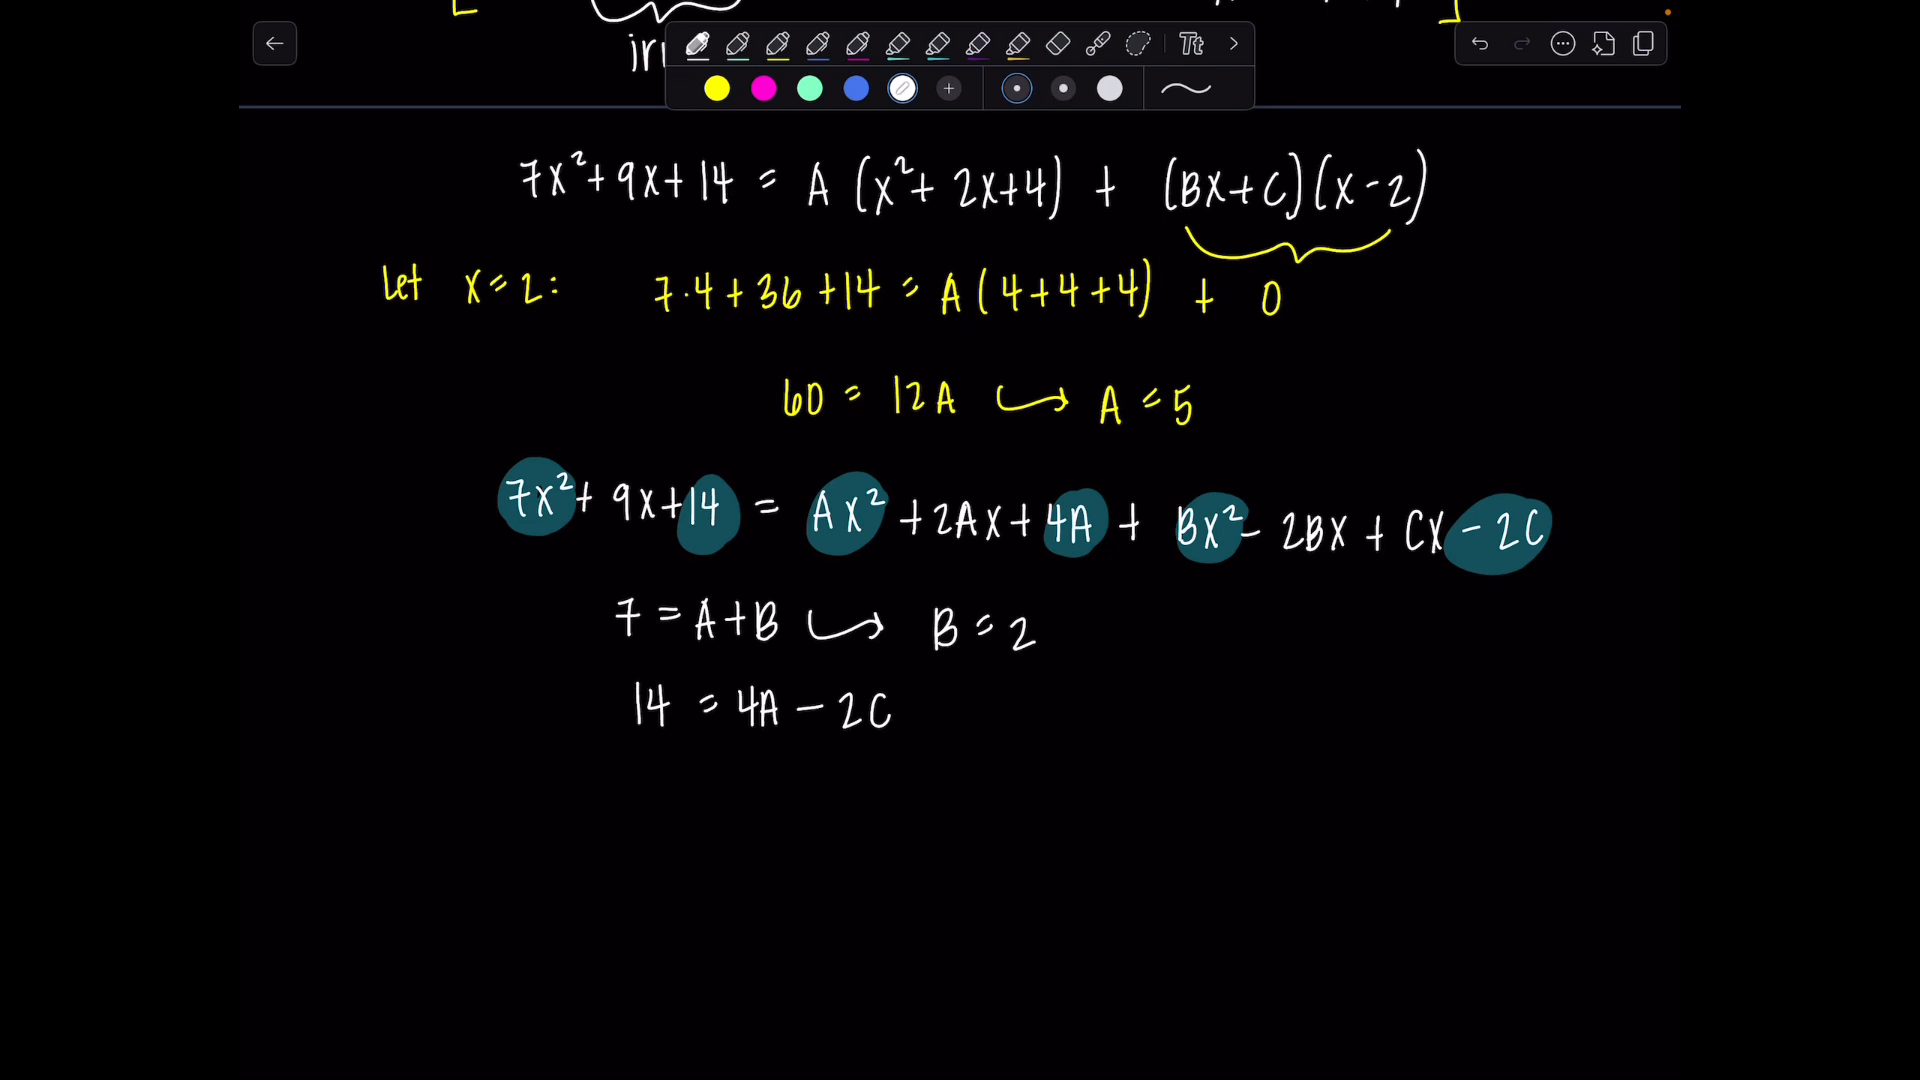 Tt
7x²+ 9x+ 14 = A (x²+ 2x+4) + (Bx+C)(x-2)
Let x=2: 7·4 + 36 + 14 = A (4+4+4) + 0
60 = 12A ↪ A = 5
7x²+ 9x+14 = Ax² + 2Ax + 4A + Bx² - 2Bx + Cx - 2C
7 = A+B ↪ B = 2
14 = 4A - 2C